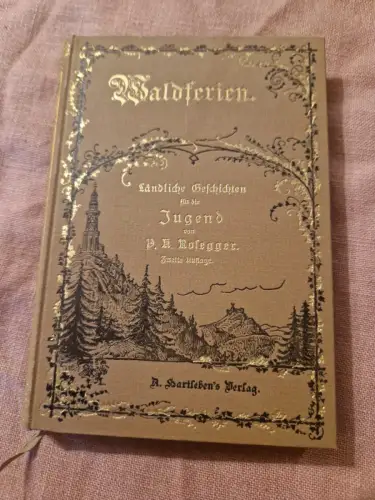 Waldferien.
Ländliche Geschichten
für die
Jugend
von
P. K. Rosegger.
Zweite Auflage.
A. Hartleben's Verlag.